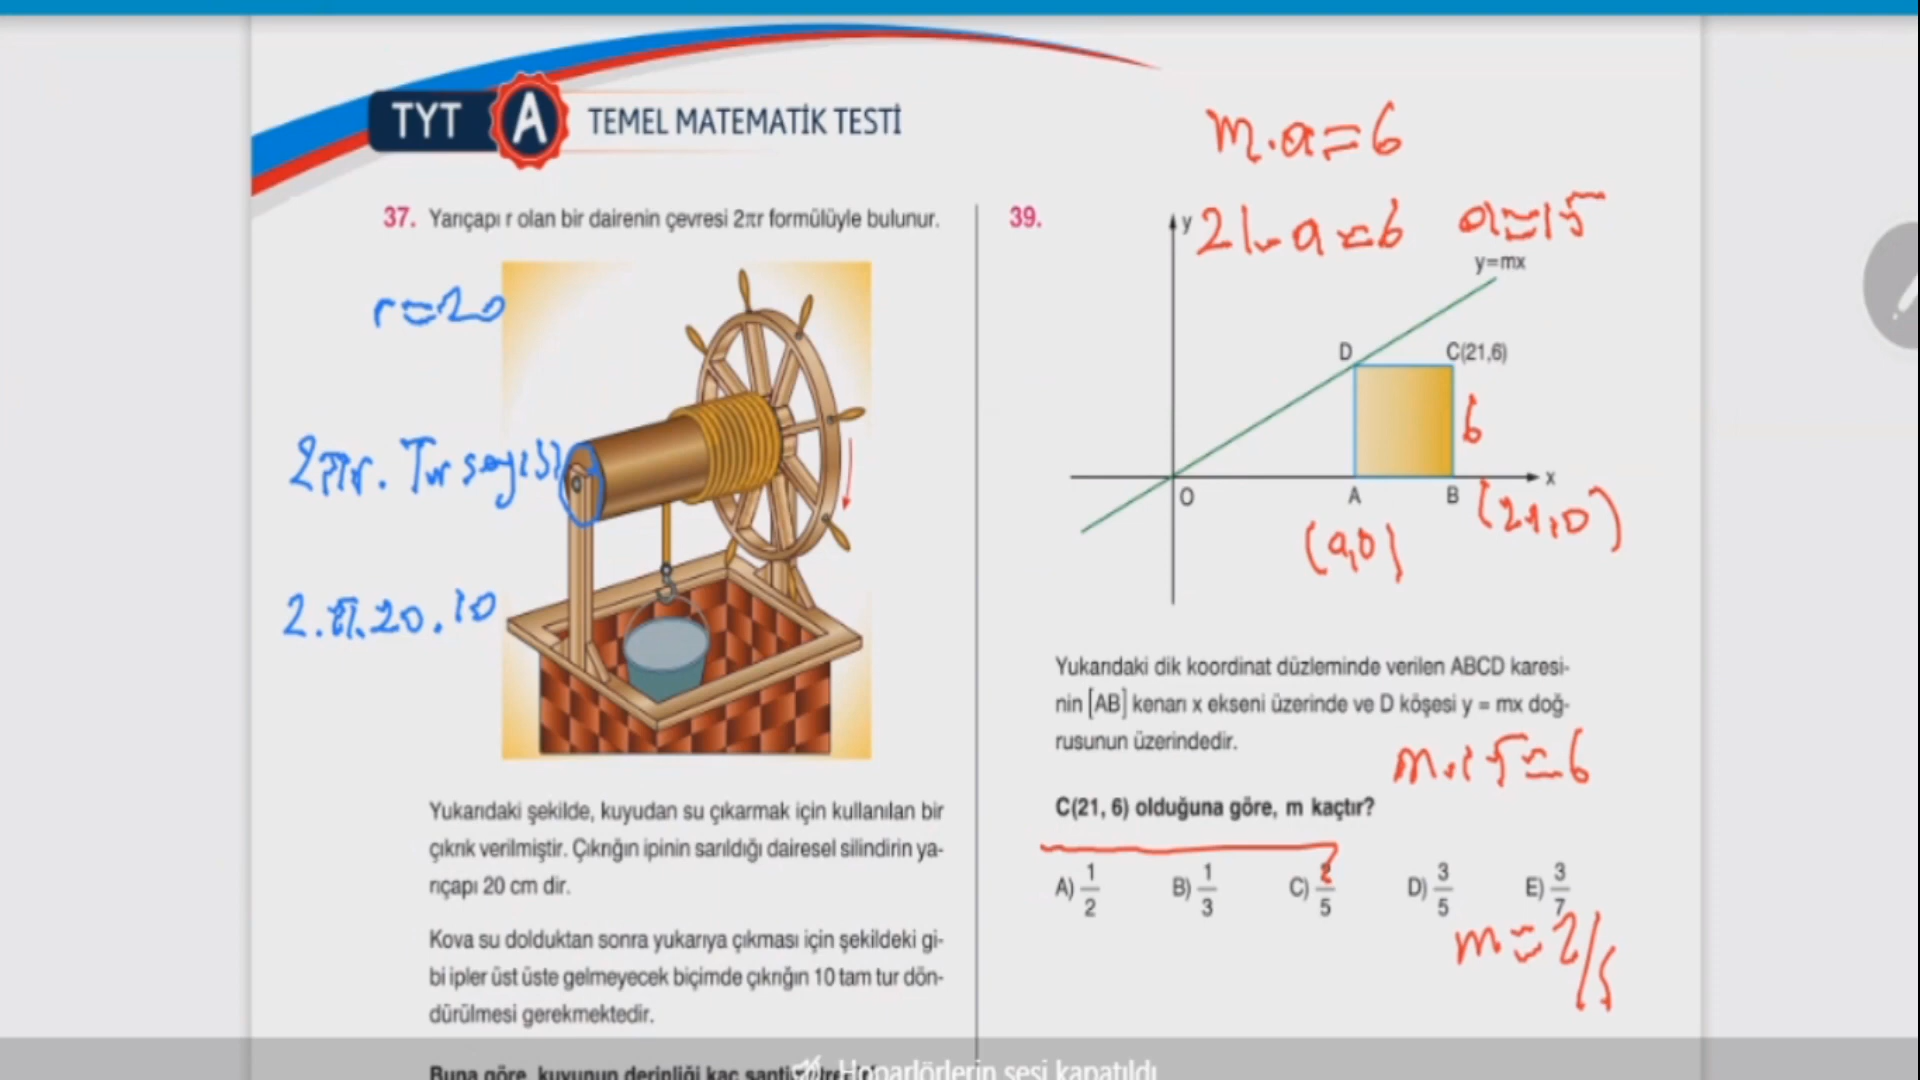 TYT A TEMEL MATEMATİK TESTİ
37. Yarıçapı r olan bir dairenin çevresi 2πr formülüyle bulunur.
r=20
2πr. Tur sayısı
2.π.20.10
Yukarıdaki şekilde, kuyudan su çıkarmak için kullanılan bir
çıkrık verilmiştir. Çıkrığın ipinin sarıldığı dairesel silindirin ya-
rıçapı 20 cm dir.
Kova su dolduktan sonra yukarıya çıkması için şekildeki gi-
bi ipler üst üste gelmeyecek biçimde çıkrığın 10 tam tur dön-
dürülmesi gerekmektedir.
Buna göre, kuyunun derinliği kaç
m.a=6
39.
y
21-a=6 a=15
y=mx
D
C(21,6)
6
x
O
A
B
(21,0)
(a,0)
Yukarıdaki dik koordinat düzleminde verilen ABCD karesi-
nin [AB] kenarı x ekseni üzerinde ve D köşesi y = mx doğ-
rusunun üzerindedir.
m.15=6
C(21, 6) olduğuna göre, m kaçtır?
A) 1/2 B) 1/3 C) 2/5 D) 3/5 E) 3/7
m=2/5
Hoparlörlerin sesi kapatıldı